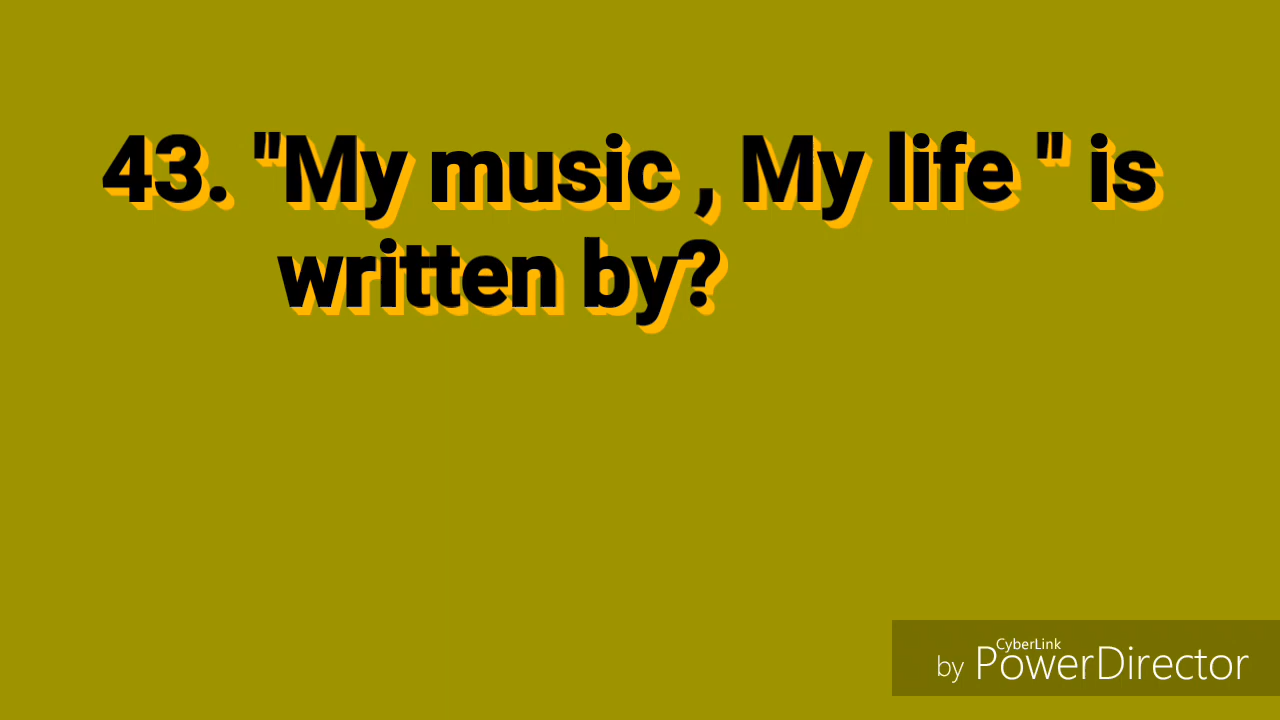 43. "My music , My life " is
written by?
CyberLink
by PowerDirector